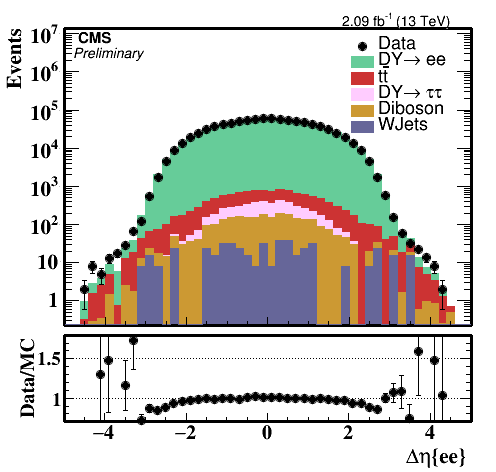 2.09 fb⁻¹ (13 TeV)
CMS
Preliminary
Events
10⁷
10⁶
10⁵
10⁴
10³
10²
10
1
Data
DY→ ee
tt̄
DY→ ττ
Diboson
WJets
Data/MC
1.5
1
−4
−2
0
2
4
Δη{ee}